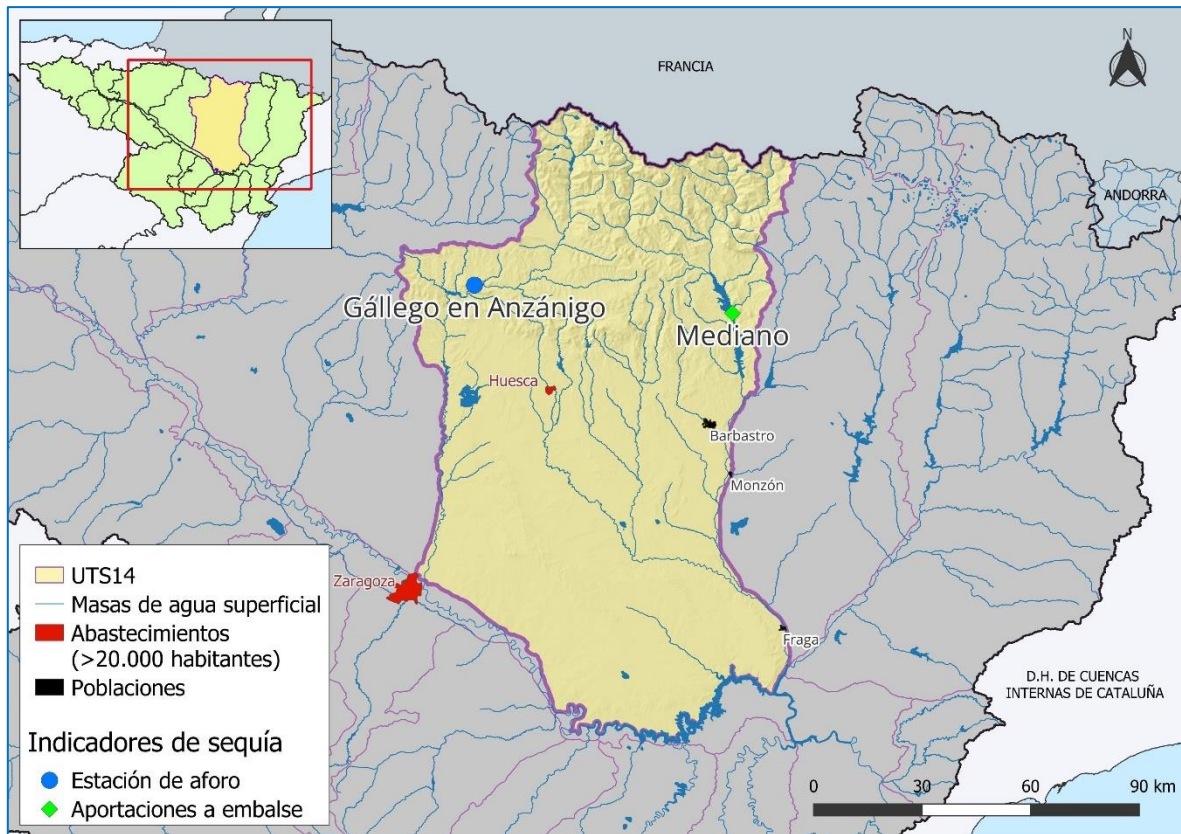 N
FRANCIA
ANDORRA
Gállego en Anzánigo
Mediano
Huesca
Barbastro
Monzón
Zaragoza
Fraga
D.H. DE CUENCAS
INTERNAS DE CATALUÑA
UTS14
Masas de agua superficial
Abastecimientos
(>20.000 habitantes)
Poblaciones
Indicadores de sequía
Estación de aforo
Aportaciones a embalse
0 30 60 90 km